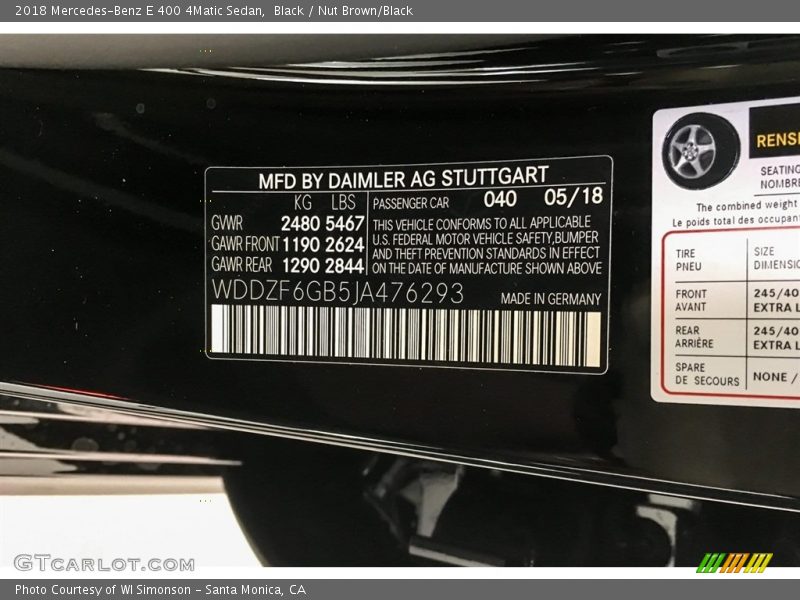 2018 Mercedes-Benz E 400 4Matic Sedan,  Black / Nut Brown/Black
MFD BY DAIMLER AG STUTTGART
KG LBS
GVWR 2480 5467
GAWR FRONT 1190 2624
GAWR REAR 1290 2844
PASSENGER CAR 040 05/18
THIS VEHICLE CONFORMS TO ALL APPLICABLE
U.S. FEDERAL MOTOR VEHICLE SAFETY, BUMPER
AND THEFT PREVENTION STANDARDS IN EFFECT
ON THE DATE OF MANUFACTURE SHOWN ABOVE
WDDZF6GB5JA476293 MADE IN GERMANY
SEATING
The combined weight
Le poids total des
TIRE SIZE
PNEU
FRONT 245/40
AVANT EXTRA
REAR 245/40
ARRIÈRE EXTRA
SPARE
DE SECOURS NONE /
GTCARLOT.COM
Photo Courtesy of WI Simonson - Santa Monica, CA